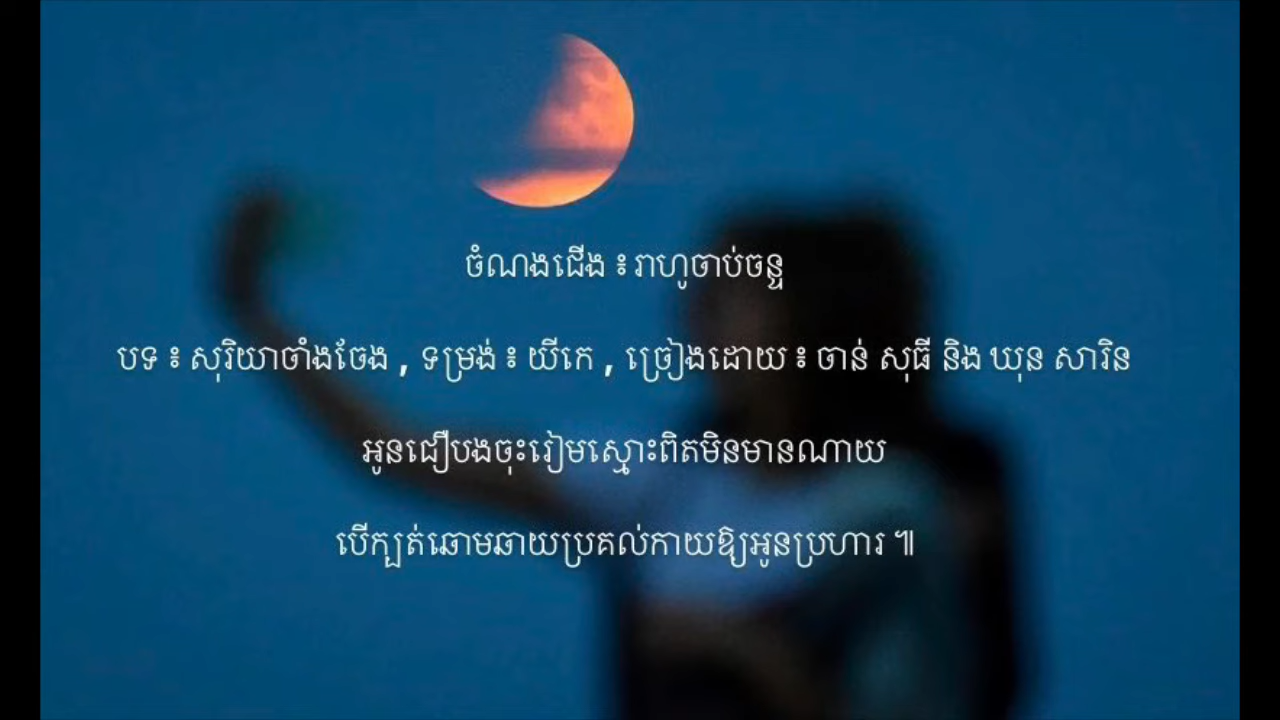 ចំណងជើង ៖ រាហូចាប់ចន្ទ
បទ ៖ សុរិយាចាំងចែង , ទម្រង់ ៖ យីកេ , ច្រៀងដោយ ៖ ចាន់ សុធី និង ឃុន សារិន
អូនជឿបងចុះរៀមស្មោះពិតមិនមានណាយ
បើក្បត់ឆោមឆាយប្រគល់កាយឱ្យអូនប្រហារ ៕